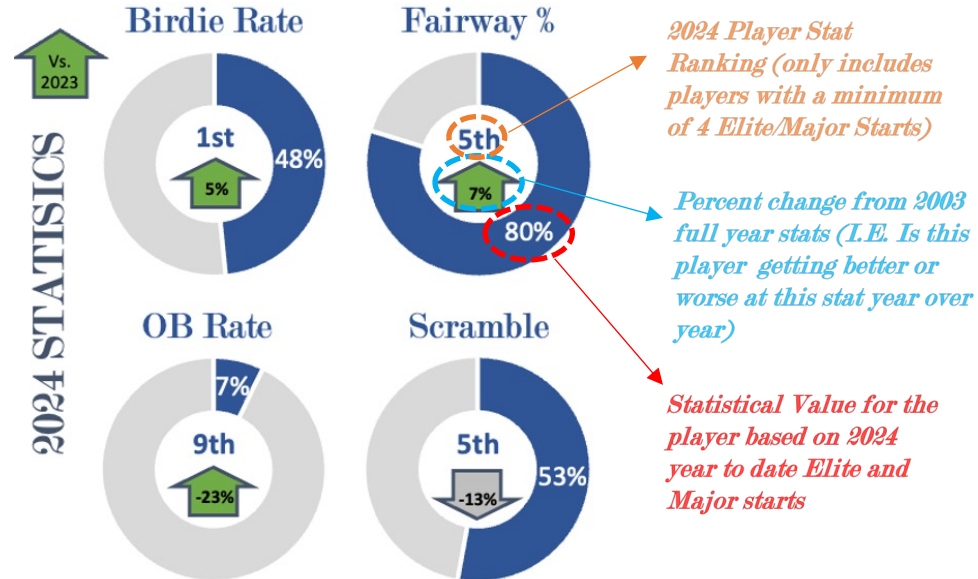 Vs.
2023
2024 STATISICS
Birdie Rate
1st
5%
48%
Fairway %
5th
7%
80%
OB Rate
7%
9th
-23%
Scramble
5th
-13%
53%
2024 Player Stat
Ranking (only includes
players with a minimum
of 4 Elite/Major Starts)
Percent change from 2003
full year stats (I.E. Is this
player getting better or
worse at this stat year over
year)
Statistical Value for the
player based on 2024
year to date Elite and
Major starts